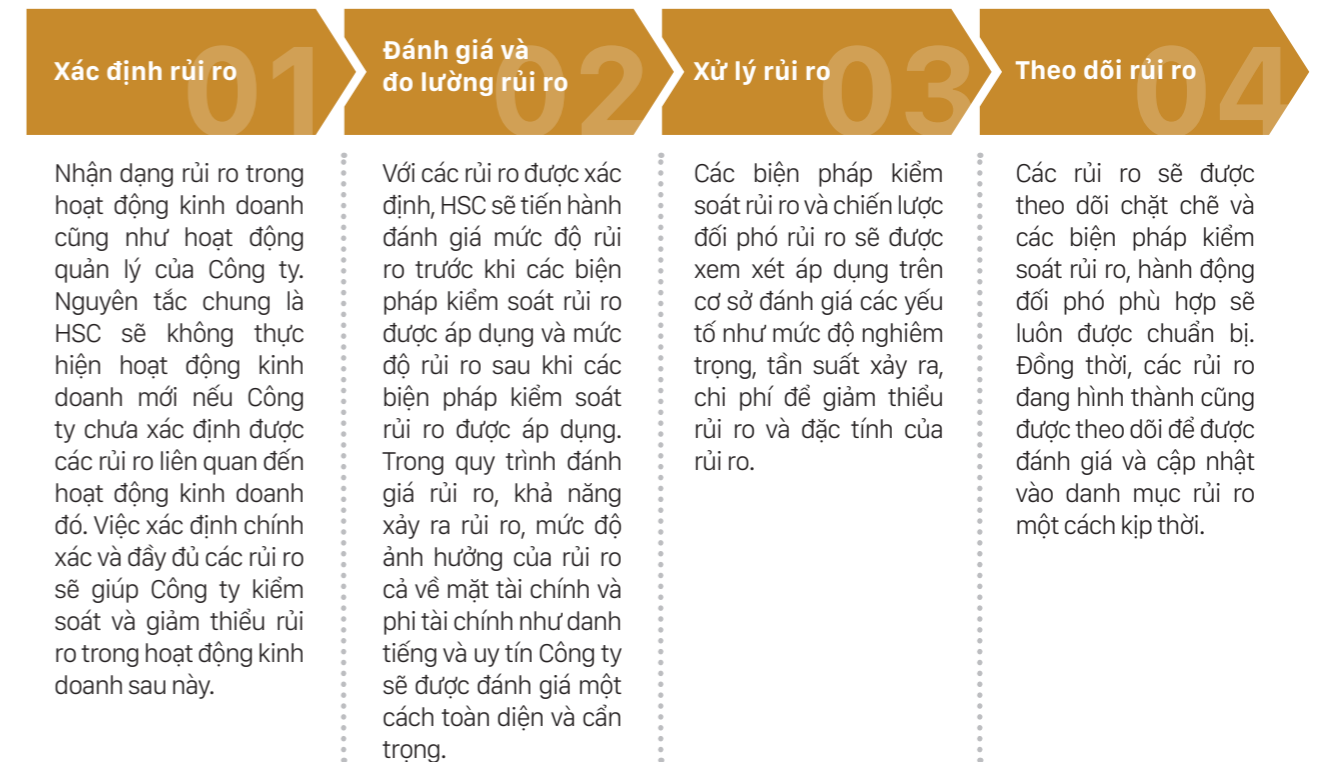 01
Xác định rủi ro
Nhận dạng rủi ro trong
hoạt động kinh doanh
cũng như hoạt động
quản lý của Công ty.
Nguyên tắc chung là
HSC sẽ không thực
hiện hoạt động kinh
doanh mới nếu Công
ty chưa xác định được
các rủi ro liên quan đến
hoạt động kinh doanh
đó. Việc xác định chính
xác và đầy đủ các rủi ro
sẽ giúp Công ty kiểm
soát và giảm thiểu rủi
ro trong hoạt động kinh
doanh sau này.
02
Đánh giá và
đo lường rủi ro
Với các rủi ro được xác
định, HSC sẽ tiến hành
đánh giá mức độ rủi
ro trước khi các biện
pháp kiểm soát rủi ro
được áp dụng và mức
độ rủi ro sau khi các
biện pháp kiểm soát
rủi ro được áp dụng.
Trong quy trình đánh
giá rủi ro, khả năng
xảy ra rủi ro, mức độ
ảnh hưởng của rủi ro
cả về mặt tài chính và
phi tài chính như danh
tiếng và uy tín Công ty
sẽ được đánh giá một
cách toàn diện và cẩn
trọng.
03
Xử lý rủi ro
Các biện pháp kiểm
soát rủi ro và chiến lược
đối phó rủi ro sẽ được
xem xét áp dụng trên
cơ sở đánh giá các yếu
tố như mức độ nghiêm
trọng, tần suất xảy ra,
chi phí để giảm thiểu
rủi ro và đặc tính của
rủi ro.
04
Theo dõi rủi ro
Các rủi ro sẽ được
theo dõi chặt chẽ và
các biện pháp kiểm
soát rủi ro, hành động
đối phó phù hợp sẽ
luôn được chuẩn bị.
Đồng thời, các rủi ro
đang hình thành cũng
được theo dõi để được
đánh giá và cập nhật
vào danh mục rủi ro
một cách kịp thời.